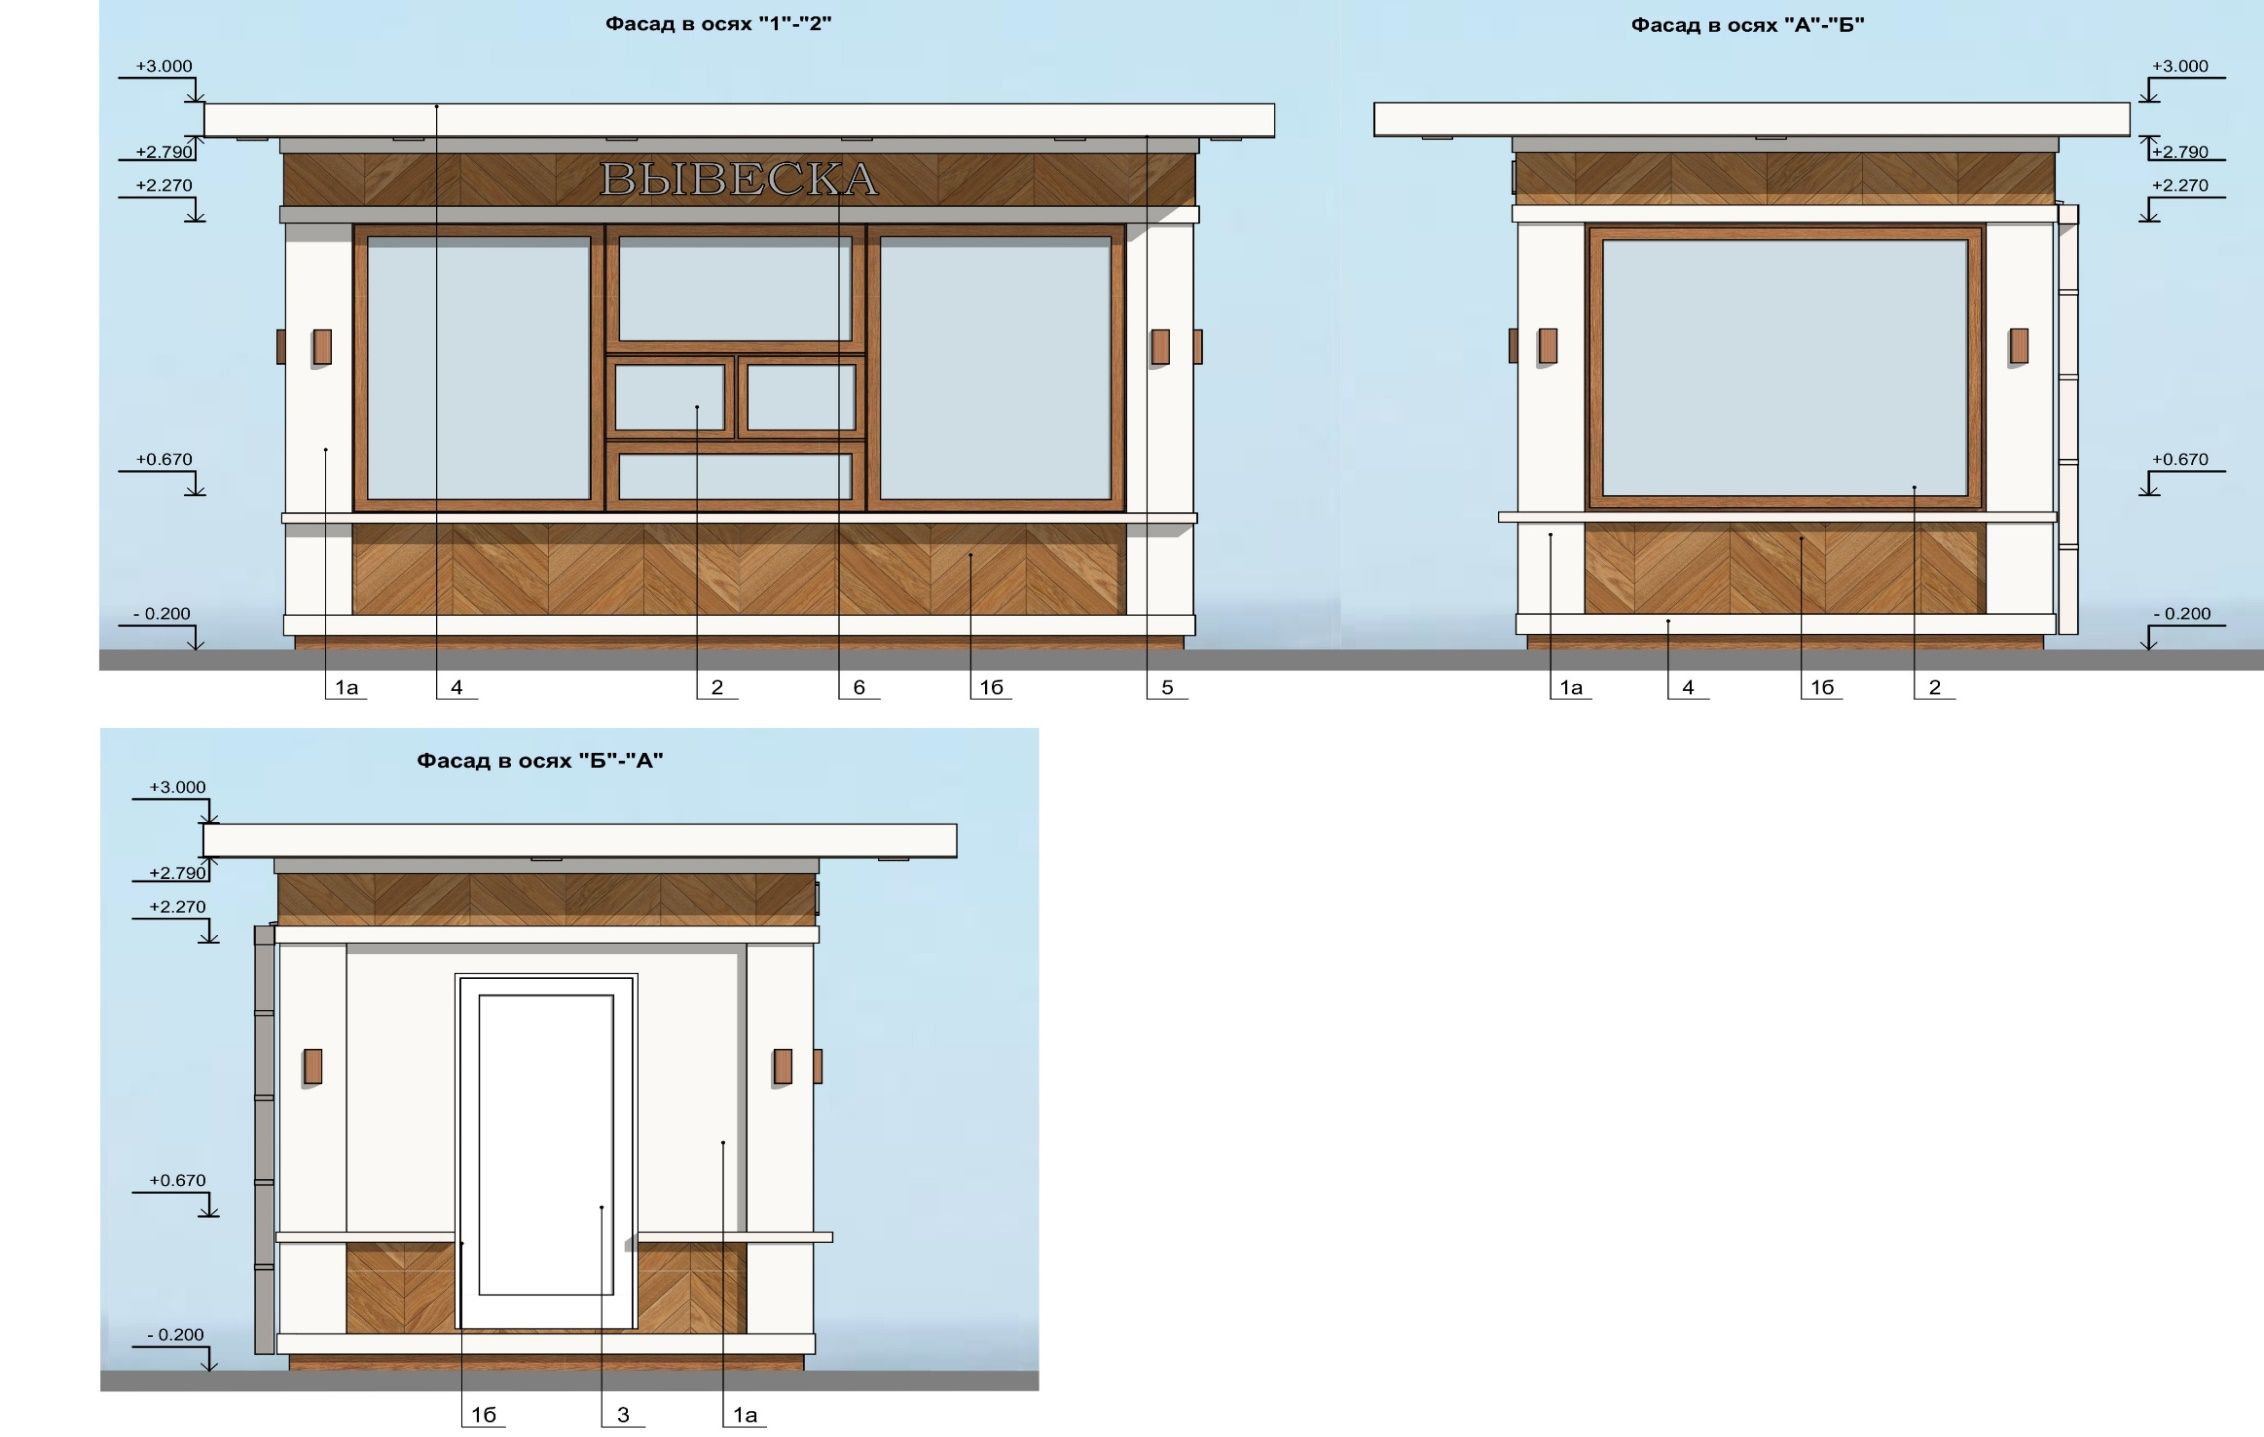 Фасад в осях "1"-"2"
+3.000
+2.790
+2.270
+0.670
- 0.200
ВЫВЕСКА
1а 4 2 6 1б 5
Фасад в осях "А"-"Б"
+3.000
+2.790
+2.270
+0.670
- 0.200
1а 4 1б 2
Фасад в осях "Б"-"А"
+3.000
+2.790
+2.270
+0.670
- 0.200
1б 3 1а